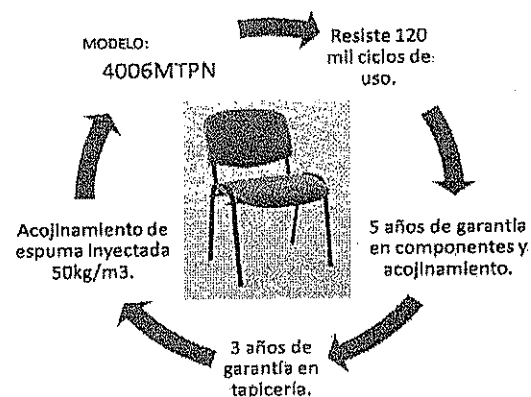 MODELO:
4006MTPN
Resiste 120
mil ciclos de
uso.
5 años de garantía
en componentes y
acojinamiento.
3 años de
garantía en
tapicería.
Acojinamiento de
espuma Inyectada
50kg/m3.